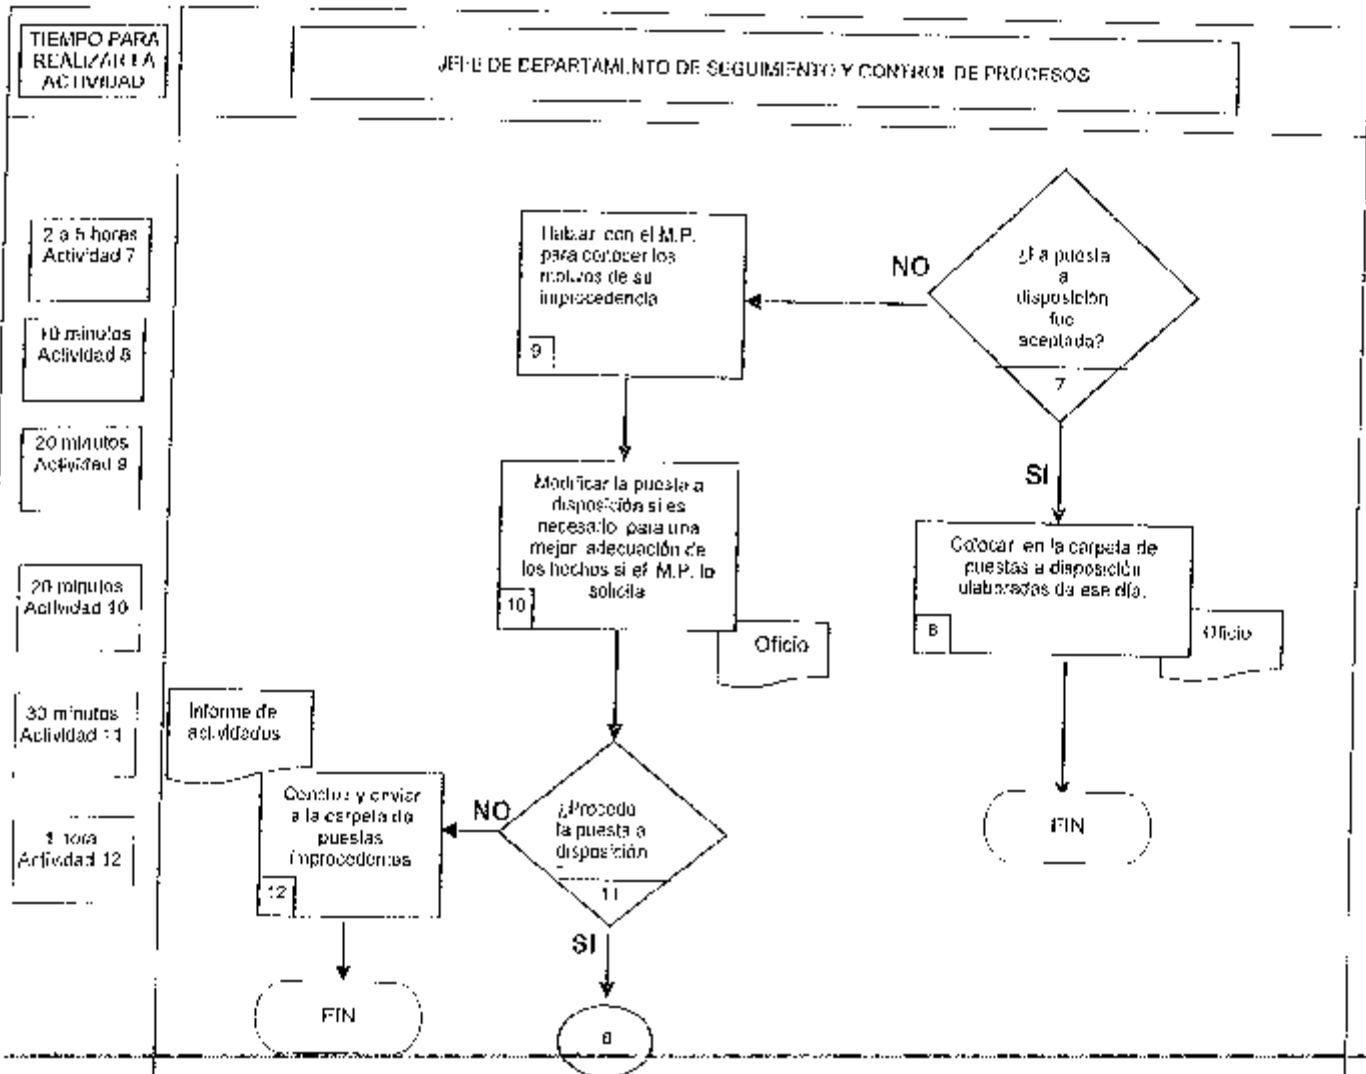 TIEMPO PARA
REALIZAR LA
ACTIVIDAD
JEFE DE DEPARTAMENTO DE SEGUIMIENTO Y CONTROL DE PROCESOS
2 a 5 horas
Actividad 7
10 minutos
Actividad 8
20 minutos
Actividad 9
20 minutos
Actividad 10
30 minutos
Actividad 11
1 hora
Actividad 12
¿La puesta
a
disposición
fue
aceptada?
7
NO
SI
Hablar con el M.P.
para conocer los
motivos de su
improcedencia
9
Colocar en la carpeta de
puestas a disposición
elaboradas de ese día.
8
Oficio
FIN
Modificar la puesta a
disposición si es
necesario para una
mejor adecuación de
los hechos si el M.P. lo
solicita
10
Oficio
¿Procede
la puesta a
disposición
11
NO
SI
Informe de
actividades
Concluir y enviar
a la carpeta de
puestas
improcedentes
12
FIN